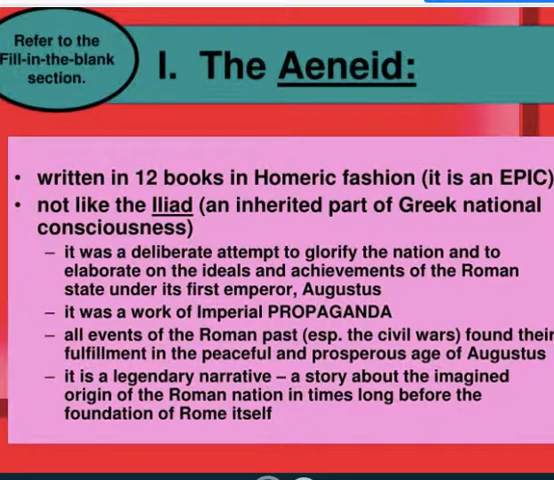 Refer to the
Fill-in-the-blank
section.
I. The Aeneid:
• written in 12 books in Homeric fashion (it is an EPIC)
• not like the Iliad (an inherited part of Greek national
consciousness)
– it was a deliberate attempt to glorify the nation and to
elaborate on the ideals and achievements of the Roman
state under its first emperor, Augustus
– it was a work of Imperial PROPAGANDA
– all events of the Roman past (esp. the civil wars) found their
fulfillment in the peaceful and prosperous age of Augustus
– it is a legendary narrative – a story about the imagined
origin of the Roman nation in times long before the
foundation of Rome itself